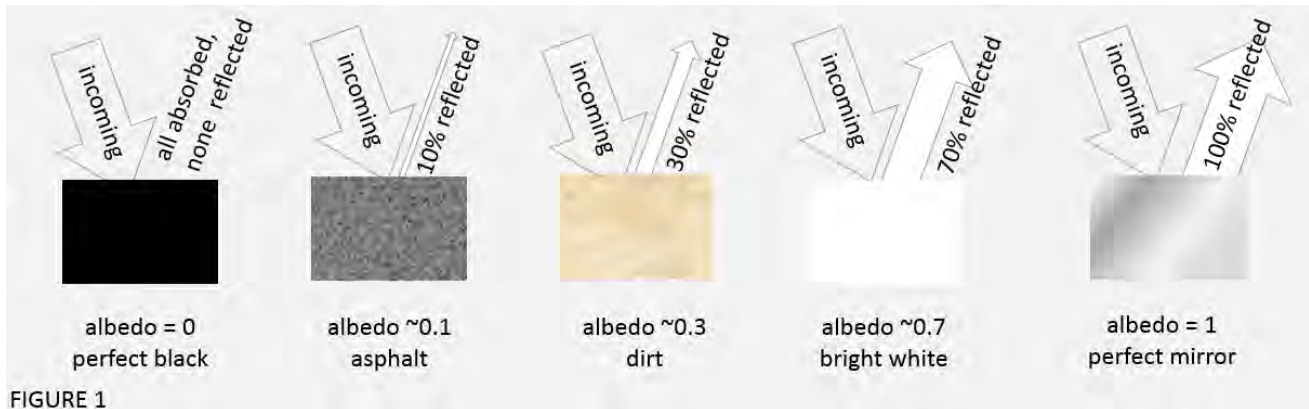 incoming
all absorbed,
none reflected
incoming
10% reflected
incoming
30% reflected
incoming
70% reflected
incoming
100% reflected
albedo = 0
perfect black
albedo ~0.1
asphalt
albedo ~0.3
dirt
albedo ~0.7
bright white
albedo = 1
perfect mirror
FIGURE 1